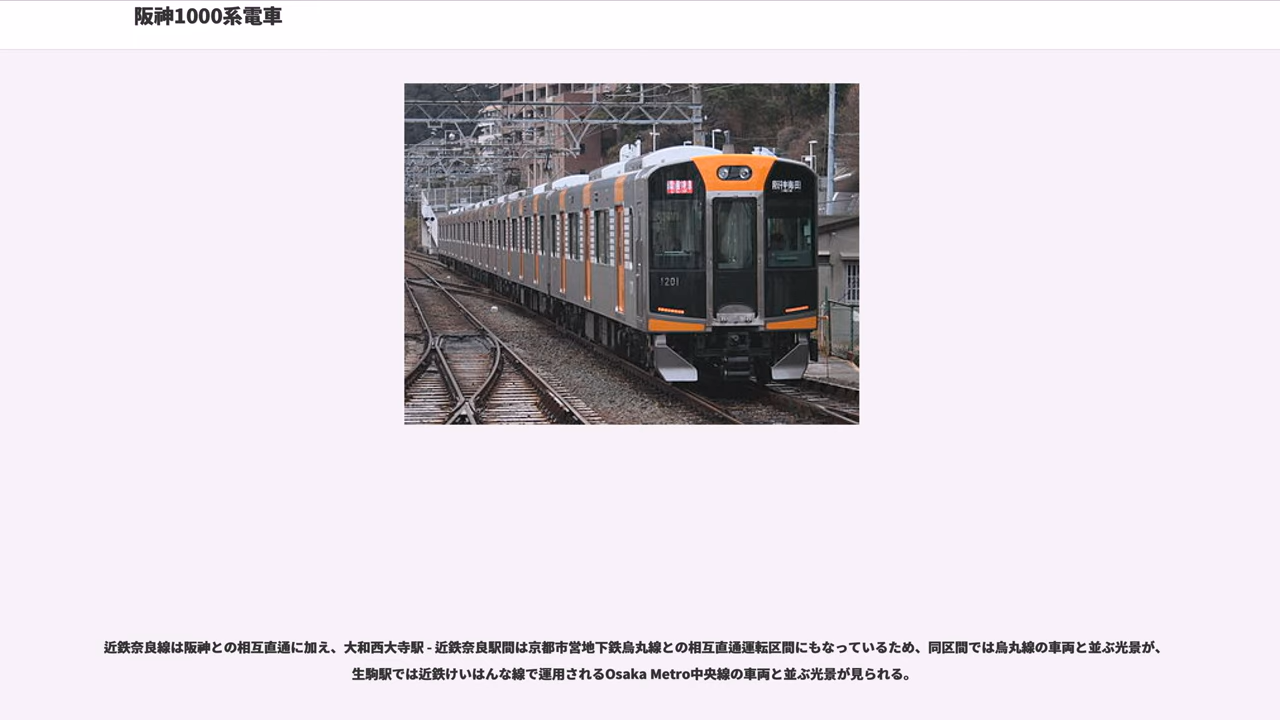 阪神1000系電車
阪神梅田
1201
近鉄奈良線は阪神との相互直通に加え、大和西大寺駅 - 近鉄奈良駅間は京都市営地下鉄烏丸線との相互直通運転区間にもなっているため、同区間では烏丸線の車両と並ぶ光景が、
生駒駅では近鉄けいはんな線で運用されるOsaka Metro中央線の車両と並ぶ光景が見られる。